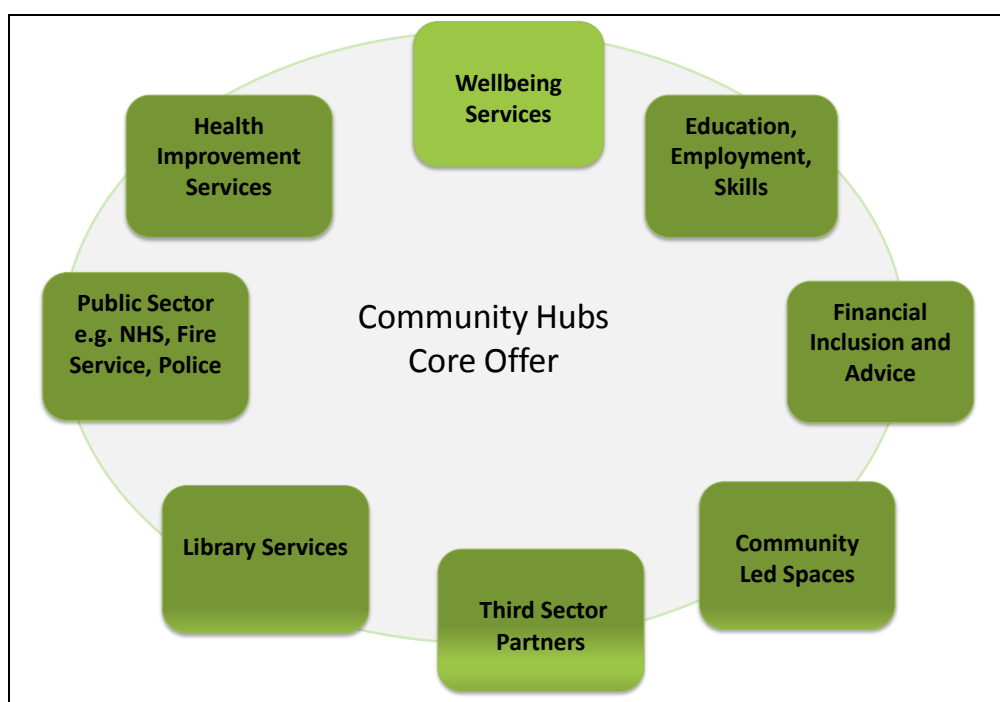 Wellbeing
Services
Health
Improvement
Services
Education,
Employment,
Skills
Public Sector
e.g. NHS, Fire
Service, Police
Community Hubs
Core Offer
Financial
Inclusion and
Advice
Library Services
Community
Led Spaces
Third Sector
Partners